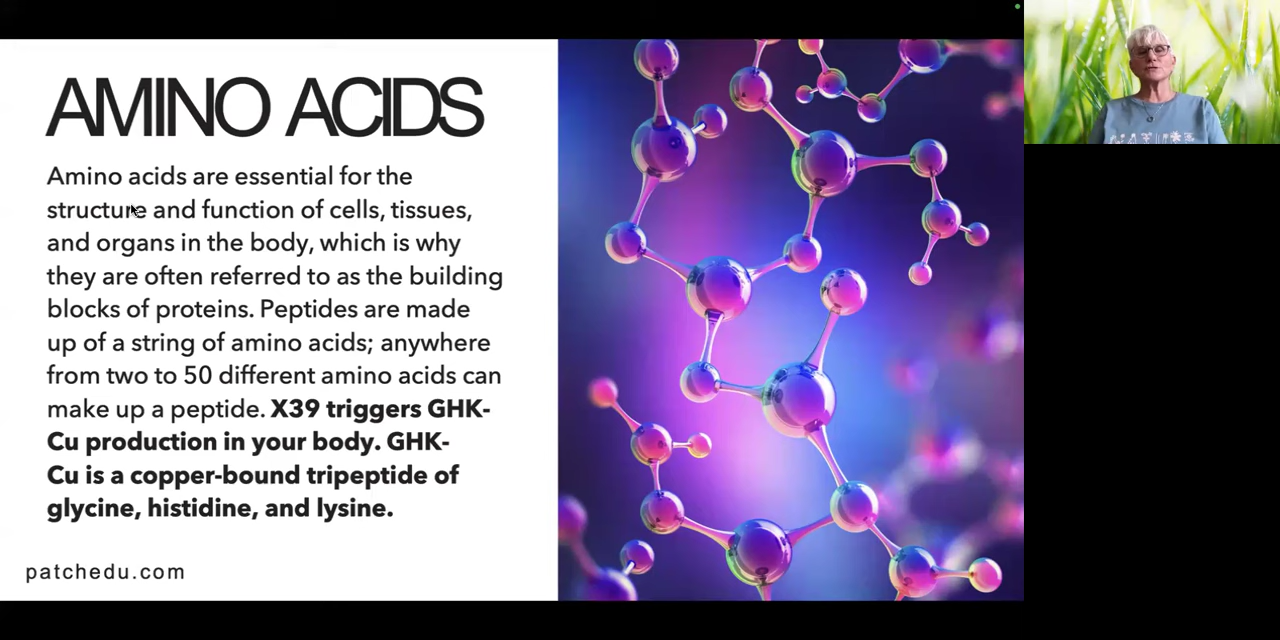 AMINO ACIDS
Amino acids are essential for the
structure and function of cells, tissues,
and organs in the body, which is why
they are often referred to as the building
blocks of proteins. Peptides are made
up of a string of amino acids; anywhere
from two to 50 different amino acids can
make up a peptide. X39 triggers GHK-
Cu production in your body. GHK-
Cu is a copper-bound tripeptide of
glycine, histidine, and lysine.
patchedu.com